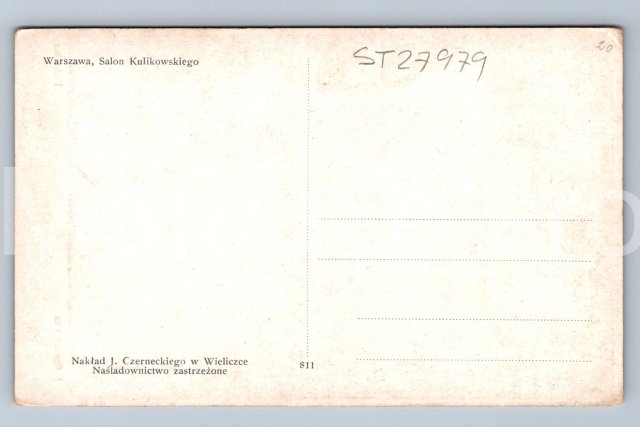 Warszawa, Salon Kulikowskiego
ST27979
20
Nakład J. Czerneckiego w Wieliczce
Naśladownictwo zastrzeżone
811